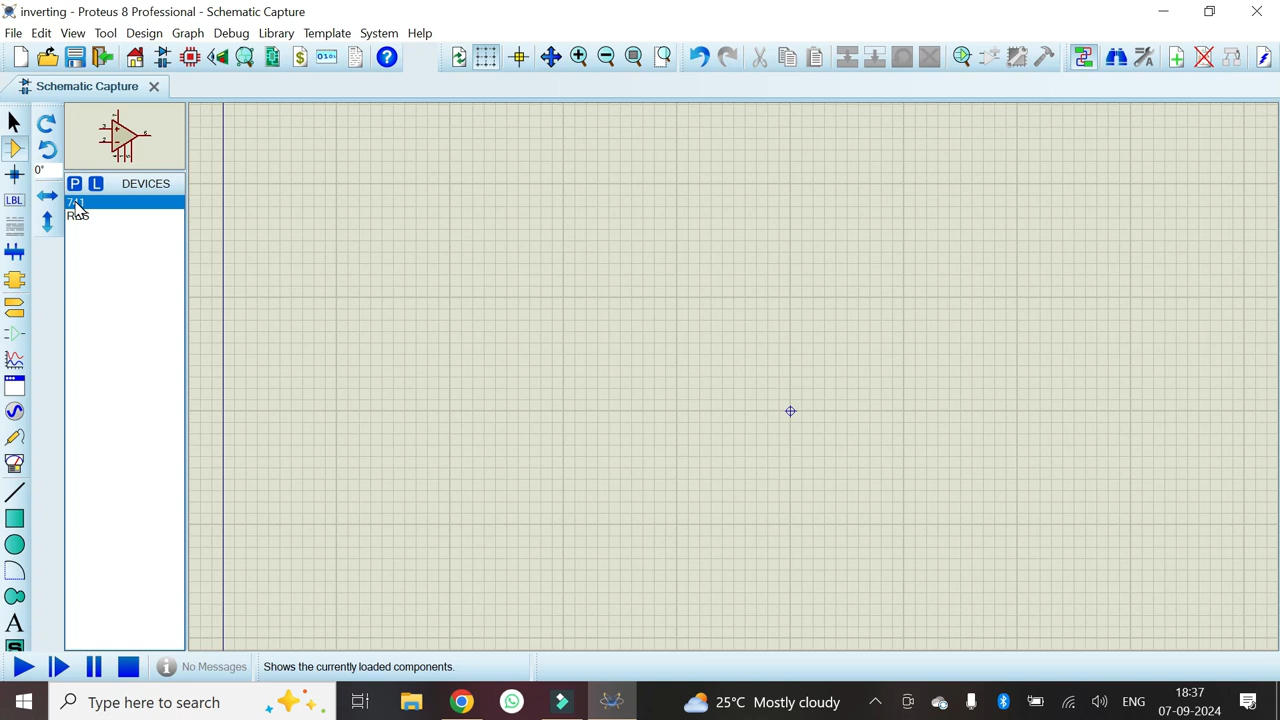 inverting - Proteus 8 Professional - Schematic Capture
File Edit View Tool Design Graph Debug Library Template System Help
Schematic Capture
0°
P L DEVICES
LBL
A
S
No Messages
Shows the currently loaded components.
Type here to search
25°C Mostly cloudy
ENG
18:37
07-09-2024